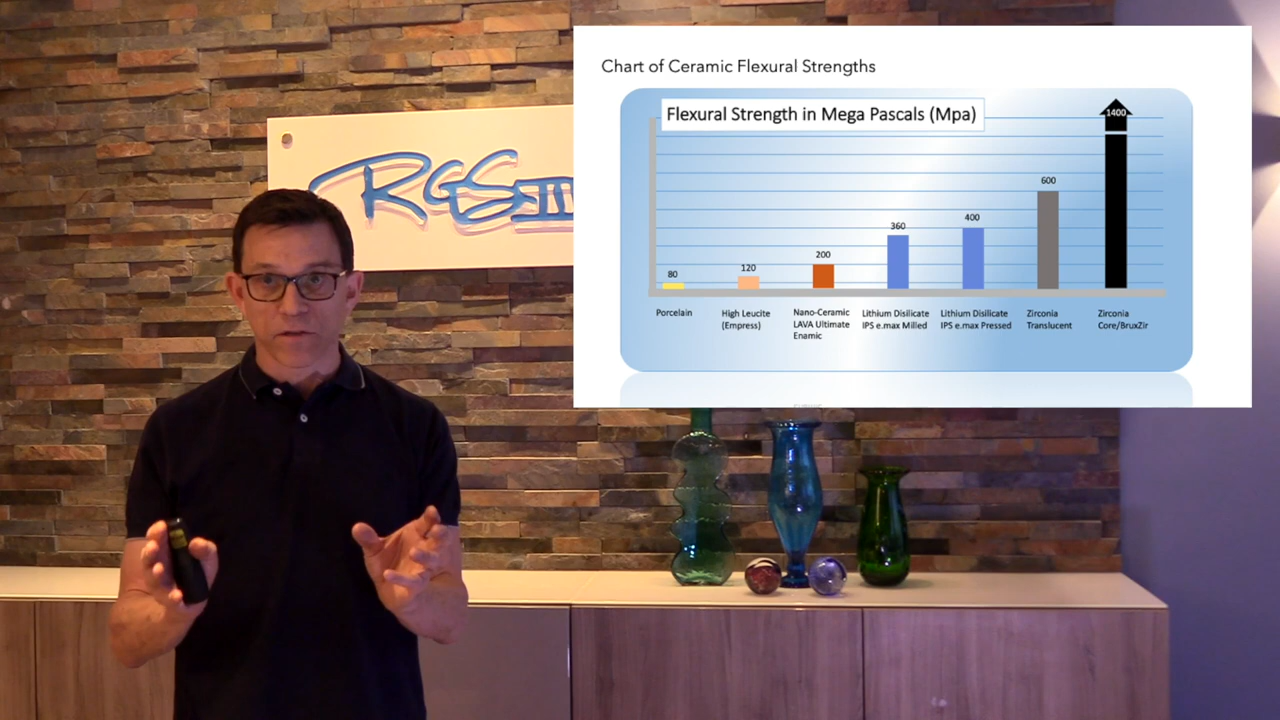 Chart of Ceramic Flexural Strengths
Flexural Strength in Mega Pascals (Mpa)
1400
600
400
360
200
120
80
Porcelain
High Leucite
(Empress)
Nano-Ceramic
LAVA Ultimate
Enamic
Lithium Disilicate
IPS e.max Milled
Lithium Disilicate
IPS e.max Pressed
Zirconia
Translucent
Zirconia
Core/BruxZir
RGSIII